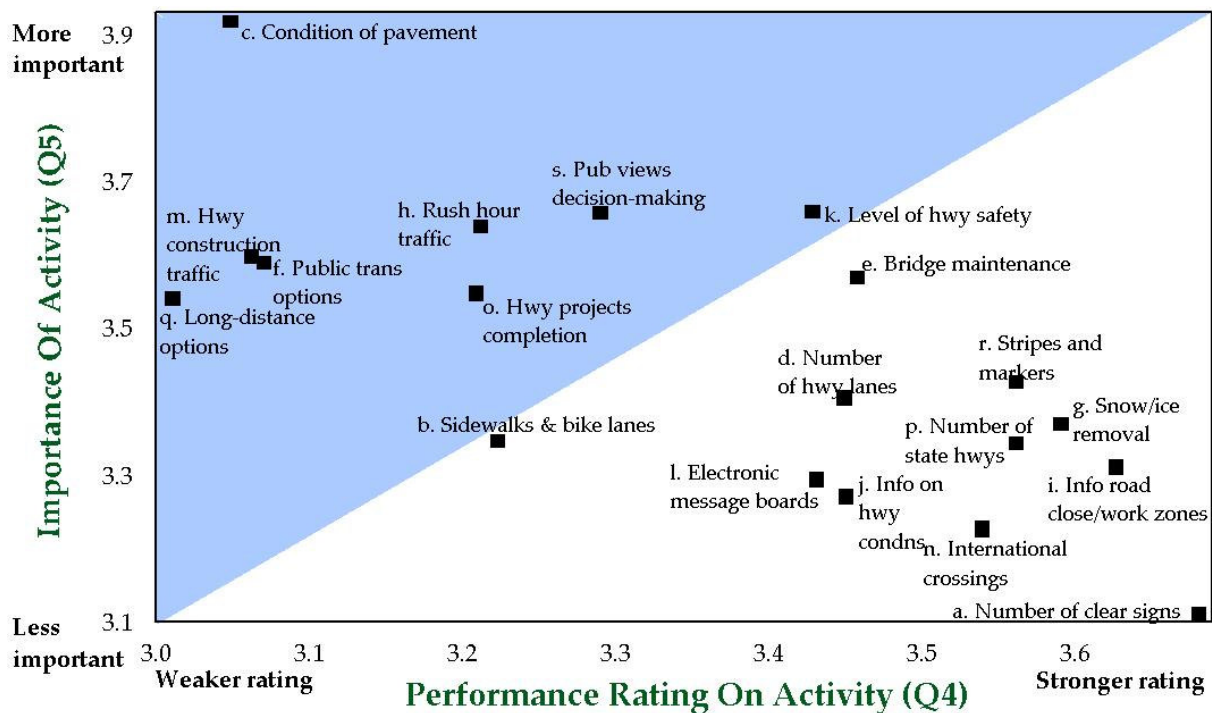 More
important
3.9
c. Condition of pavement
Importance Of Activity (Q5)
3.7
s. Pub views
decision-making
m. Hwy
construction
traffic
h. Rush hour
traffic
k. Level of hwy safety
f. Public trans
options
e. Bridge maintenance
q. Long-distance
options
o. Hwy projects
completion
3.5
d. Number
of hwy lanes
r. Stripes and
markers
b. Sidewalks & bike lanes
p. Number of
state hwys
g. Snow/ice
removal
3.3
l. Electronic
message boards
j. Info on
hwy
condns
i. Info road
close/work zones
n. International
crossings
a. Number of clear signs
Less
important
3.1
3.0 3.1 3.2 3.3 3.4 3.5 3.6
Weaker rating
Performance Rating On Activity (Q4)
Stronger rating